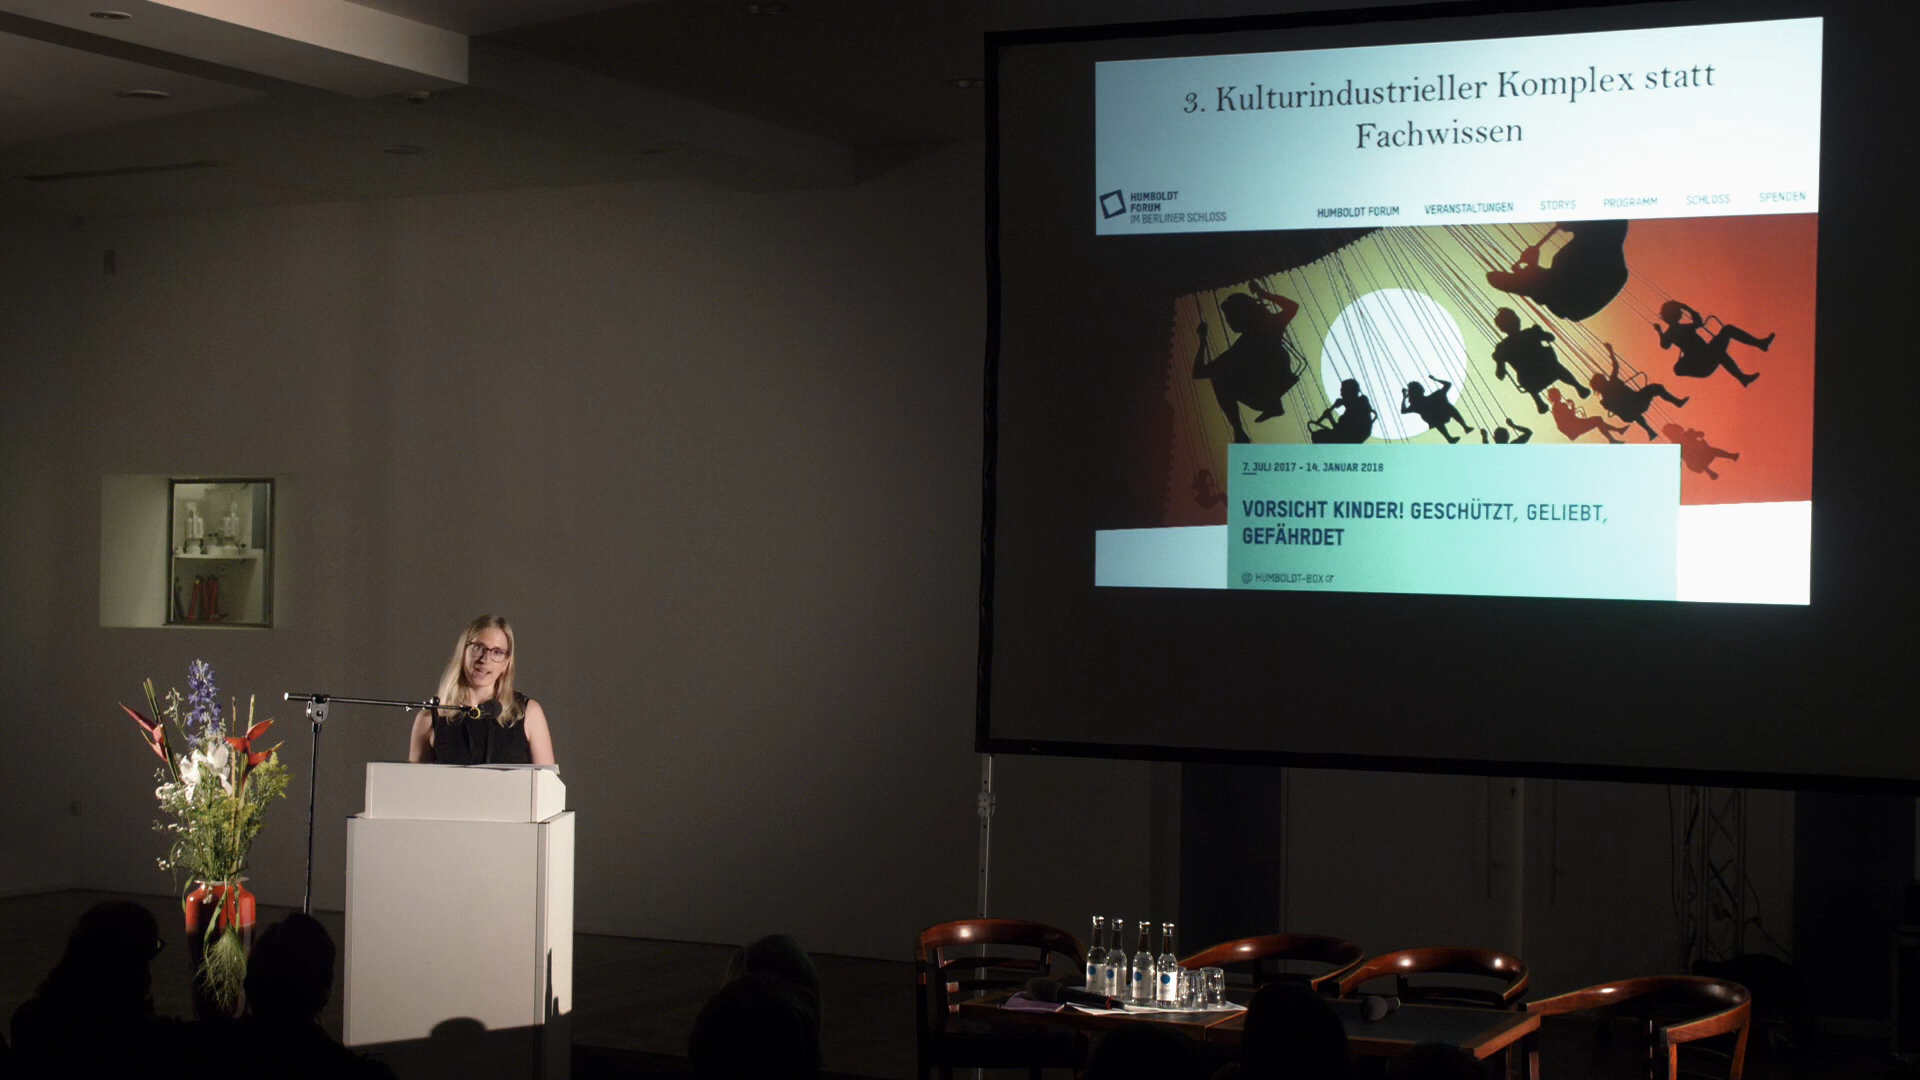 3. Kulturindustrieller Komplex statt
Fachwissen
HUMBOLDT
FORUM
IM BERLINER SCHLOSS
HUMBOLDT FORUM VERANSTALTUNGEN STORYS PROGRAMM SCHLOSS SPENDEN
7. JULI 2017 – 14. JANUAR 2018
VORSICHT KINDER! GESCHÜTZT, GELIEBT,
GEFÄHRDET
@ HUMBOLDT-BOX